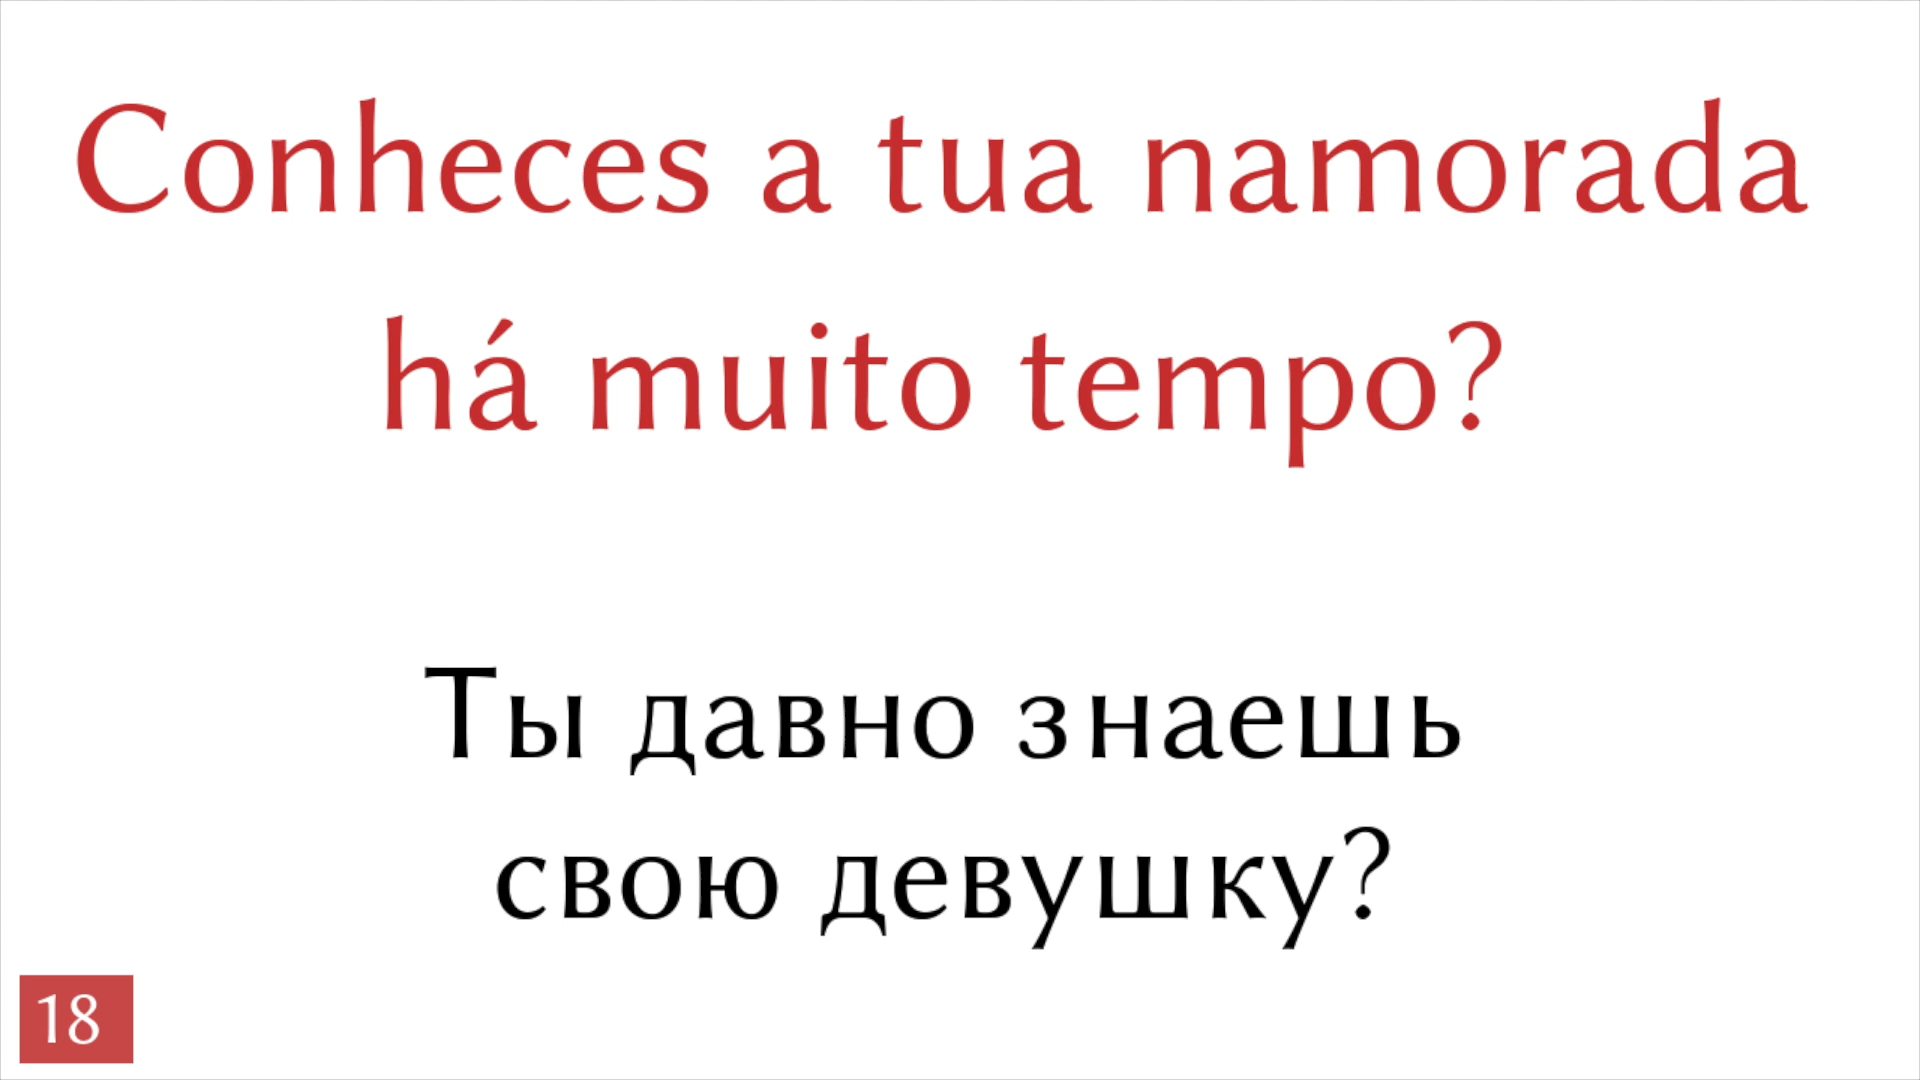 Conheces a tua namorada
há muito tempo?
Ты давно знаешь
свою девушку?
18